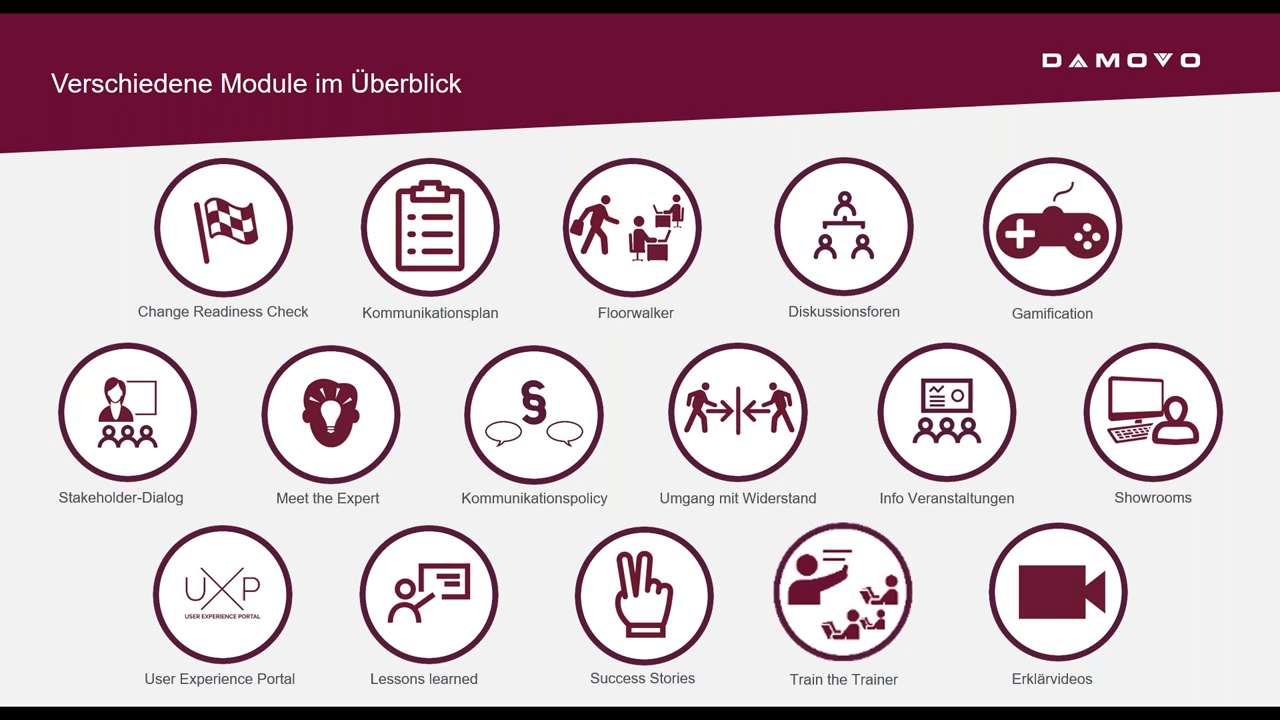 DAMOVO
Verschiedene Module im Überblick
Change Readiness Check
Kommunikationsplan
Floorwalker
Diskussionsforen
Gamification
§
Stakeholder-Dialog
Meet the Expert
Kommunikationspolicy
Umgang mit Widerstand
Info Veranstaltungen
Showrooms
UXP
USER EXPERIENCE PORTAL
User Experience Portal
Lessons learned
Success Stories
Train the Trainer
Erklärvideos